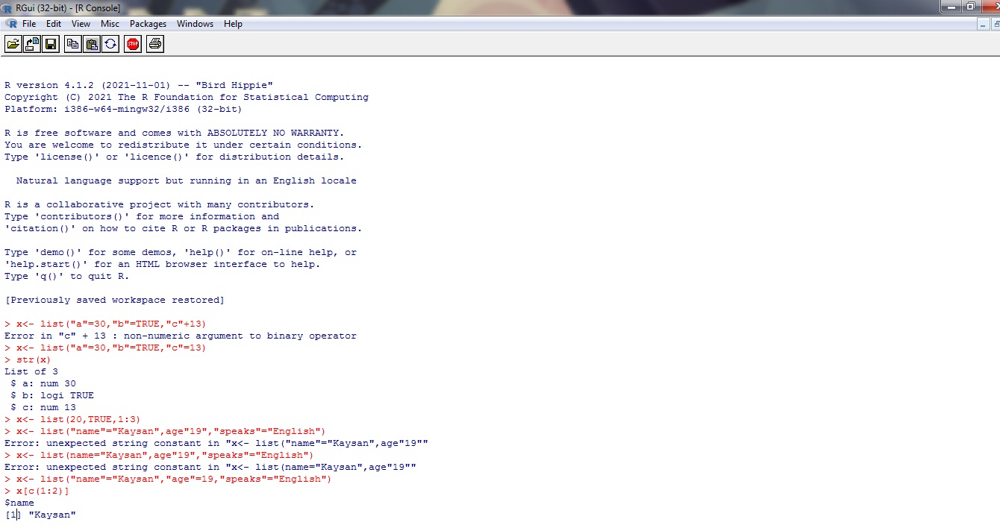 RGui (32-bit) - [R Console]
File Edit View Misc Packages Windows Help
STOP
R version 4.1.2 (2021-11-01) -- "Bird Hippie"
Copyright (C) 2021 The R Foundation for Statistical Computing
Platform: i386-w64-mingw32/i386 (32-bit)
R is free software and comes with ABSOLUTELY NO WARRANTY.
You are welcome to redistribute it under certain conditions.
Type 'license()' or 'licence()' for distribution details.
Natural language support but running in an English locale
R is a collaborative project with many contributors.
Type 'contributors()' for more information and
'citation()' on how to cite R or R packages in publications.
Type 'demo()' for some demos, 'help()' for on-line help, or
'help.start()' for an HTML browser interface to help.
Type 'q()' to quit R.
[Previously saved workspace restored]
> x<- list("a"=30,"b"=TRUE,"c"+13)
Error in "c" + 13 : non-numeric argument to binary operator
> x<- list("a"=30,"b"=TRUE,"c"=13)
> str(x)
List of 3
$ a: num 30
$ b: logi TRUE
$ c: num 13
> x<- list(20,TRUE,1:3)
> x<- list("name"="Kaysan",age"19","speaks"="English")
Error: unexpected string constant in "x<- list("name"="Kaysan",age"19""
> x<- list(name="Kaysan",age"19","speaks"="English")
Error: unexpected string constant in "x<- list(name="Kaysan",age"19""
> x<- list("name"="Kaysan","age"=19,"speaks"="English")
> x[c(1:2)]
$name
[1] "Kaysan"